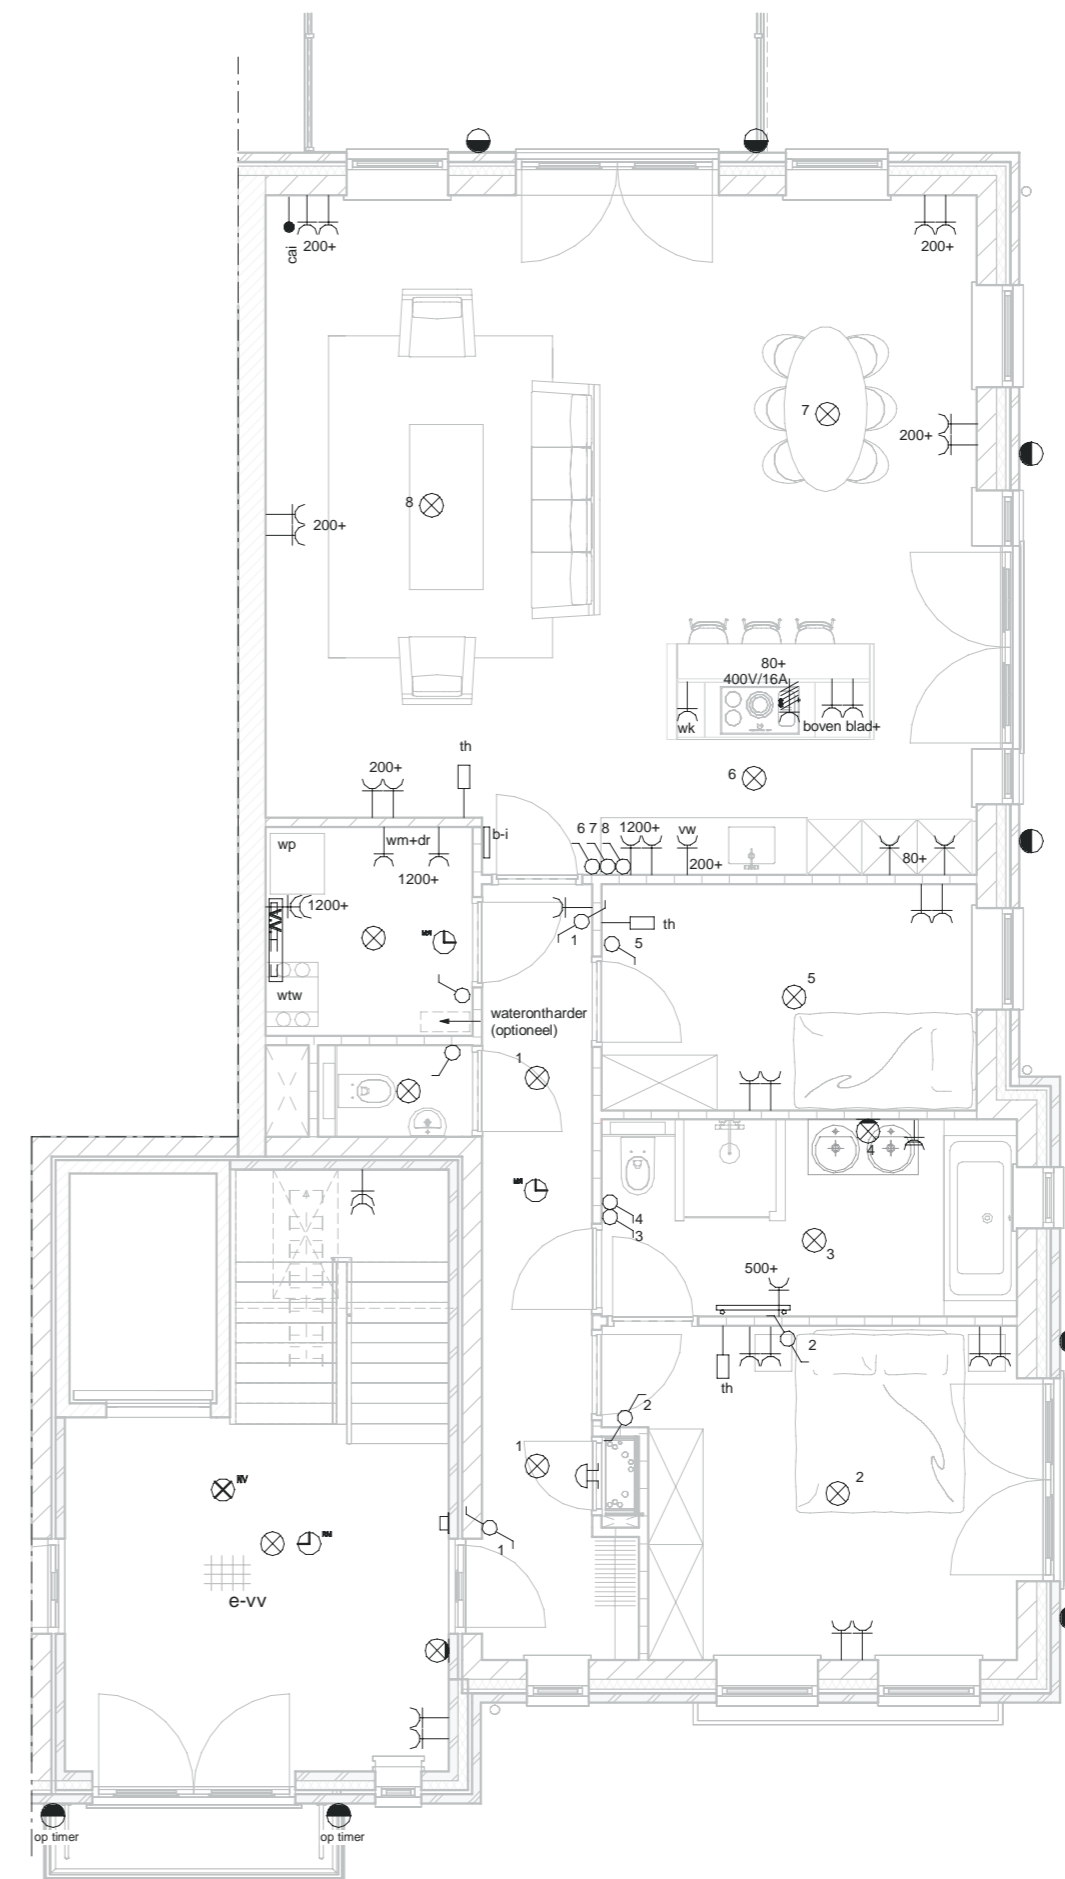 cai
200+
200+
7
200+
8
200+
80+
400V/16A
wk
boven blad+
6
th
200+
6 7 8
1200+
vw
200+
80+
b-i
wp
wm+dr
1200+
1200+
wtw
1
5
th
5
waterontharder
(optioneel)
1
4
4
3
3
500+
2
th
2
1
2
1
e-vv
op timer
op timer